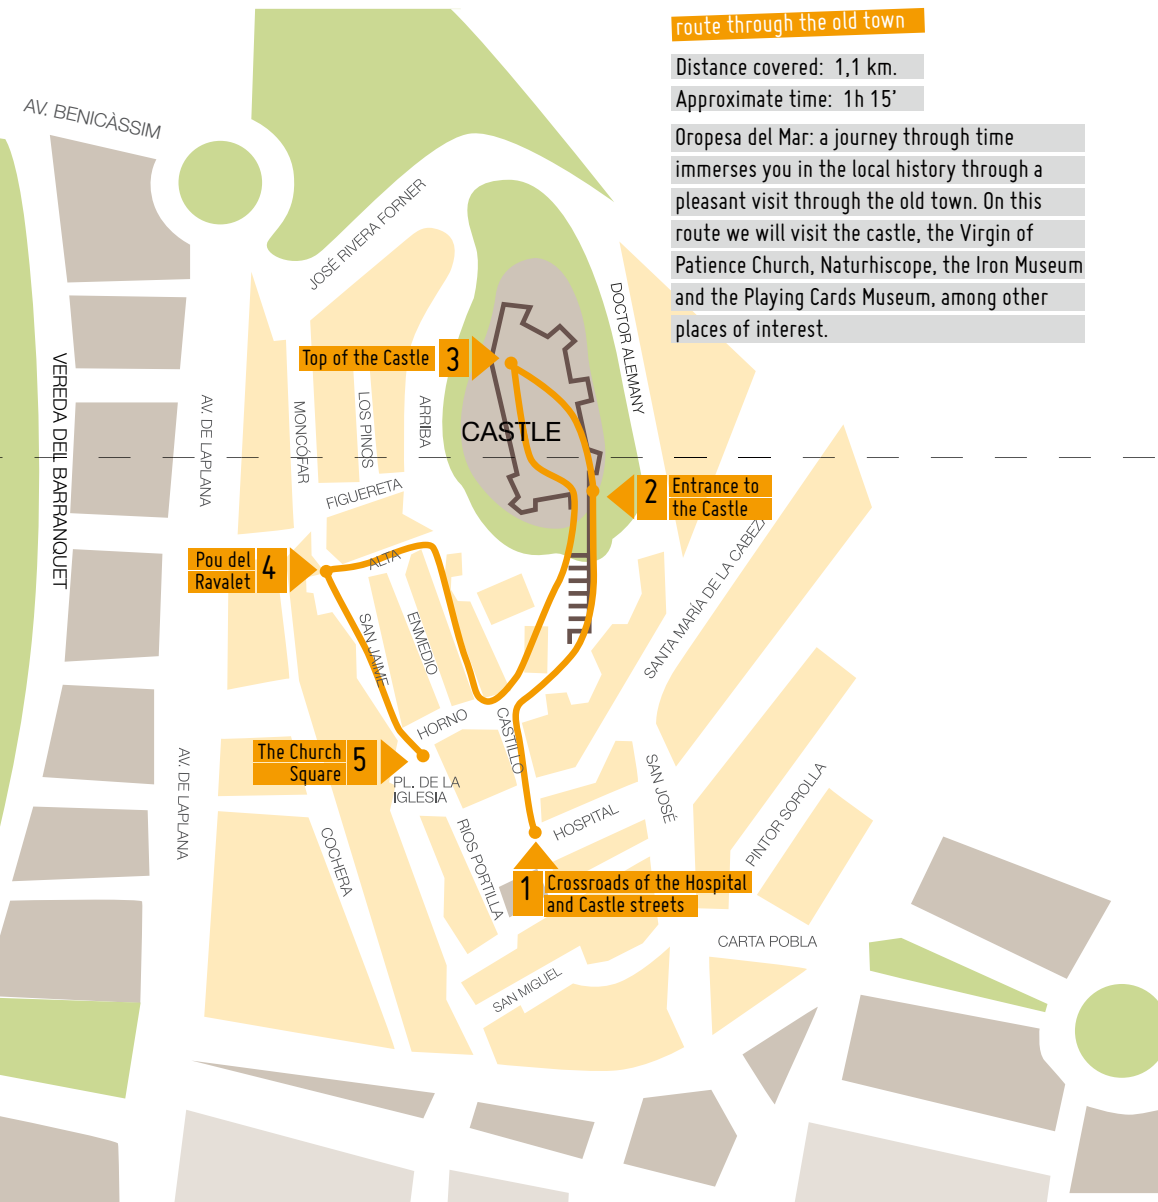 route through the old town
Distance covered: 1,1 km.
Approximate time: 1h 15’
Oropesa del Mar: a journey through time
immerses you in the local history through a
pleasant visit through the old town. On this
route we will visit the castle, the Virgin of
Patience Church, Naturhiscope, the Iron Museum
and the Playing Cards Museum, among other
places of interest.
AV. BENICÀSSIM
JOSÉ RIVERA FORNER
DOCTOR ALEMANY
VEREDA DEL BARRANQUET
AV. DE LAPLANA
MONCÓFAR
LOS PINOS
ARRIBA
Top of the Castle 3
CASTLE
FIGUERETA
2 Entrance to
the Castle
Pou del
Ravalet 4
ALTA
SAN JAIME
ENMEDIO
SANTA MARÍA DE LA CABEZA
HORNO
CASTILLO
The Church
Square 5
PL. DE LA
IGLESIA
AV. DE LAPLANA
SAN JOSÉ
PINTOR SOROLLA
HOSPITAL
COCHERA
RIOS PORTILLA
1 Crossroads of the Hospital
and Castle streets
CARTA POBLA
SAN MIGUEL